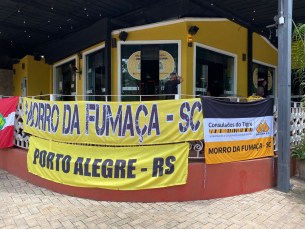 MORRO DA FUMAÇA - SC
PORTO ALEGRE - RS
Consulados do Tigre
MORRO DA FUMAÇA - SC